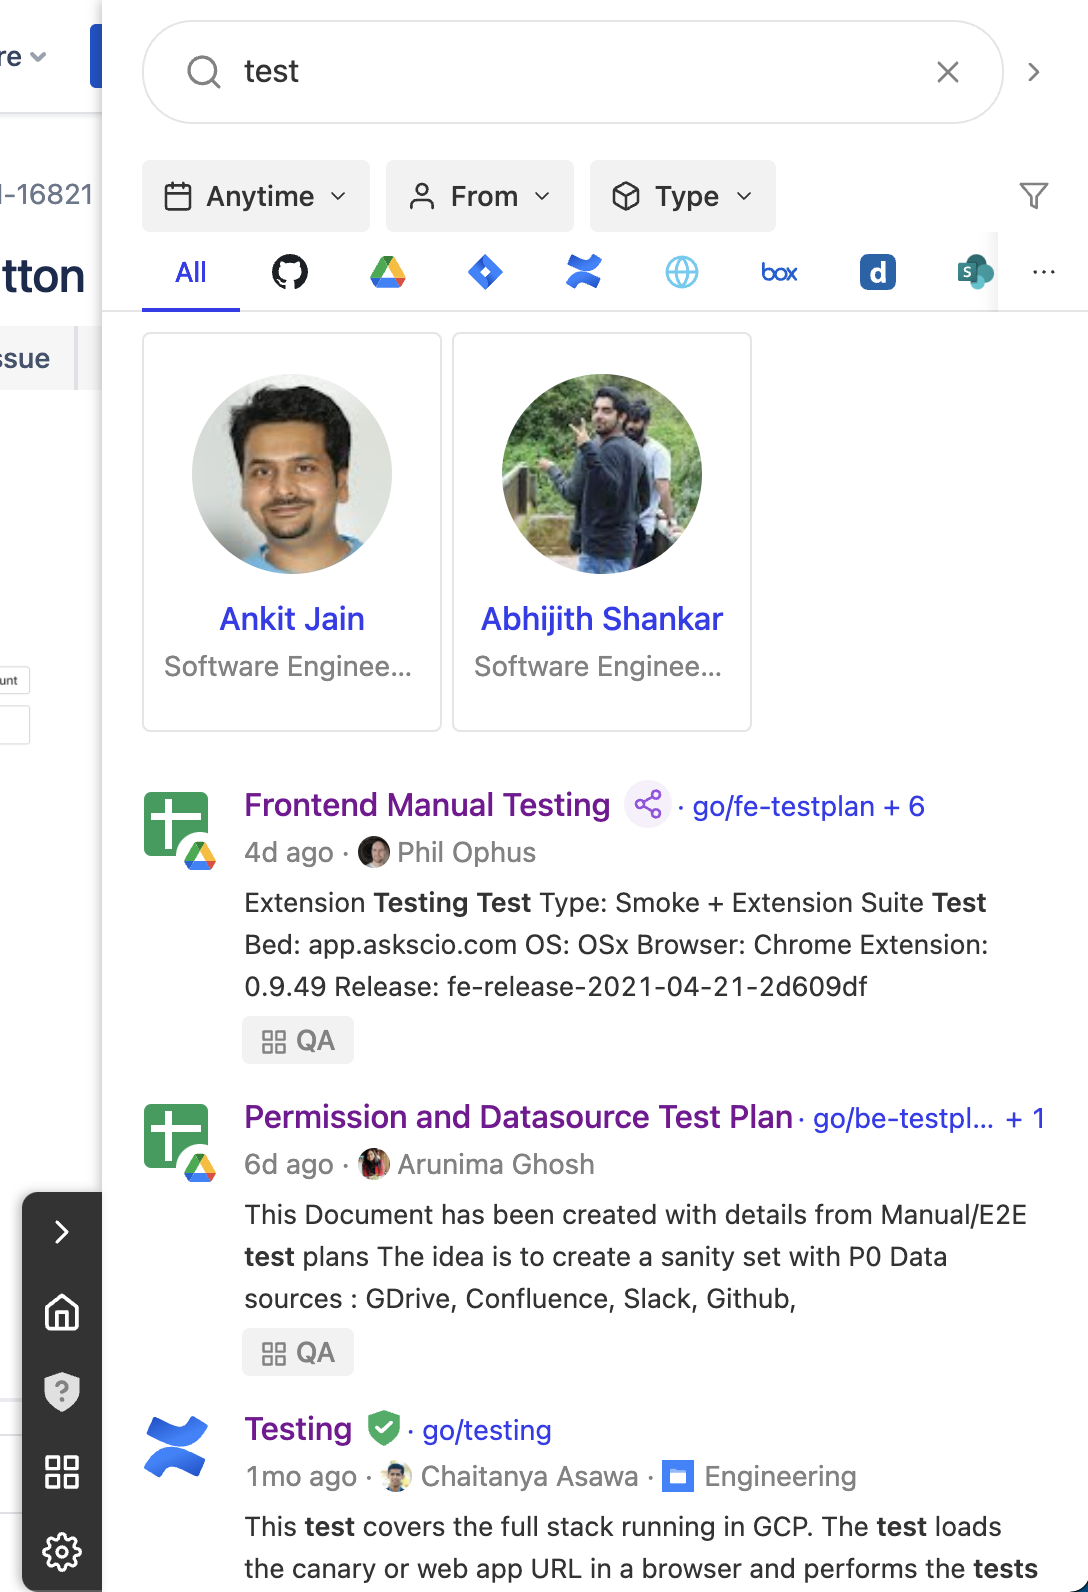 re
test
Anytime
From
Type
l-16821
All
box
d
S
...
tton
ssue
Ankit Jain
Software Enginee...
Abhijith Shankar
Software Enginee...
unt
Frontend Manual Testing · go/fe-testplan + 6
4d ago · Phil Ophus
Extension Testing Test Type: Smoke + Extension Suite Test
Bed: app.askscio.com OS: OSx Browser: Chrome Extension:
0.9.49 Release: fe-release-2021-04-21-2d609df
QA
Permission and Datasource Test Plan · go/be-testpl... + 1
6d ago · Arunima Ghosh
This Document has been created with details from Manual/E2E
test plans The idea is to create a sanity set with P0 Data
sources : GDrive, Confluence, Slack, Github,
QA
Testing · go/testing
1mo ago · Chaitanya Asawa · Engineering
This test covers the full stack running in GCP. The test loads
the canary or web app URL in a browser and performs the tests